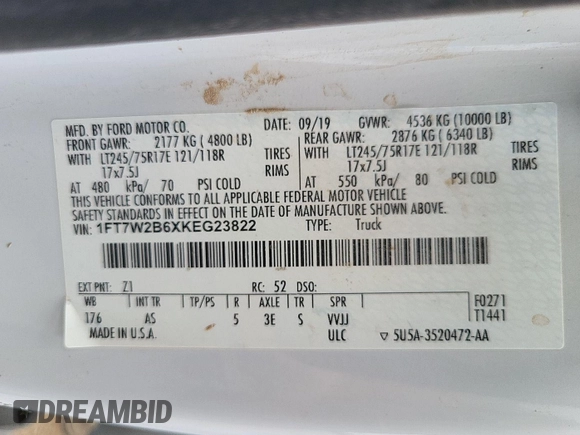 MFD. BY FORD MOTOR CO. DATE: 09/19 GVWR: 4536 KG (10000 LB)
FRONT GAWR: 2177 KG ( 4800 LB) REAR GAWR: 2876 KG ( 6340 LB)
WITH LT245/75R17E 121/118R TIRES WITH LT245/75R17E 121/118R TIRES
17x7.5J RIMS 17x7.5J RIMS
AT 480 kPa/ 70 PSI COLD AT 550 kPa/ 80 PSI COLD
THIS VEHICLE CONFORMS TO ALL APPLICABLE FEDERAL MOTOR VEHICLE
SAFETY STANDARDS IN EFFECT ON THE DATE OF MANUFACTURE SHOWN ABOVE.
VIN: 1FT7W2B6XKEG23822 TYPE: Truck
EXT PNT: Z1 RC: 52 DSO:
WB INT TR TP/PS R AXLE TR SPR F0271
176 AS 5 3E S VVJJ T1441
MADE IN U.S.A. ULC ▽ 5U5A-3520472-AA
DREAMBID